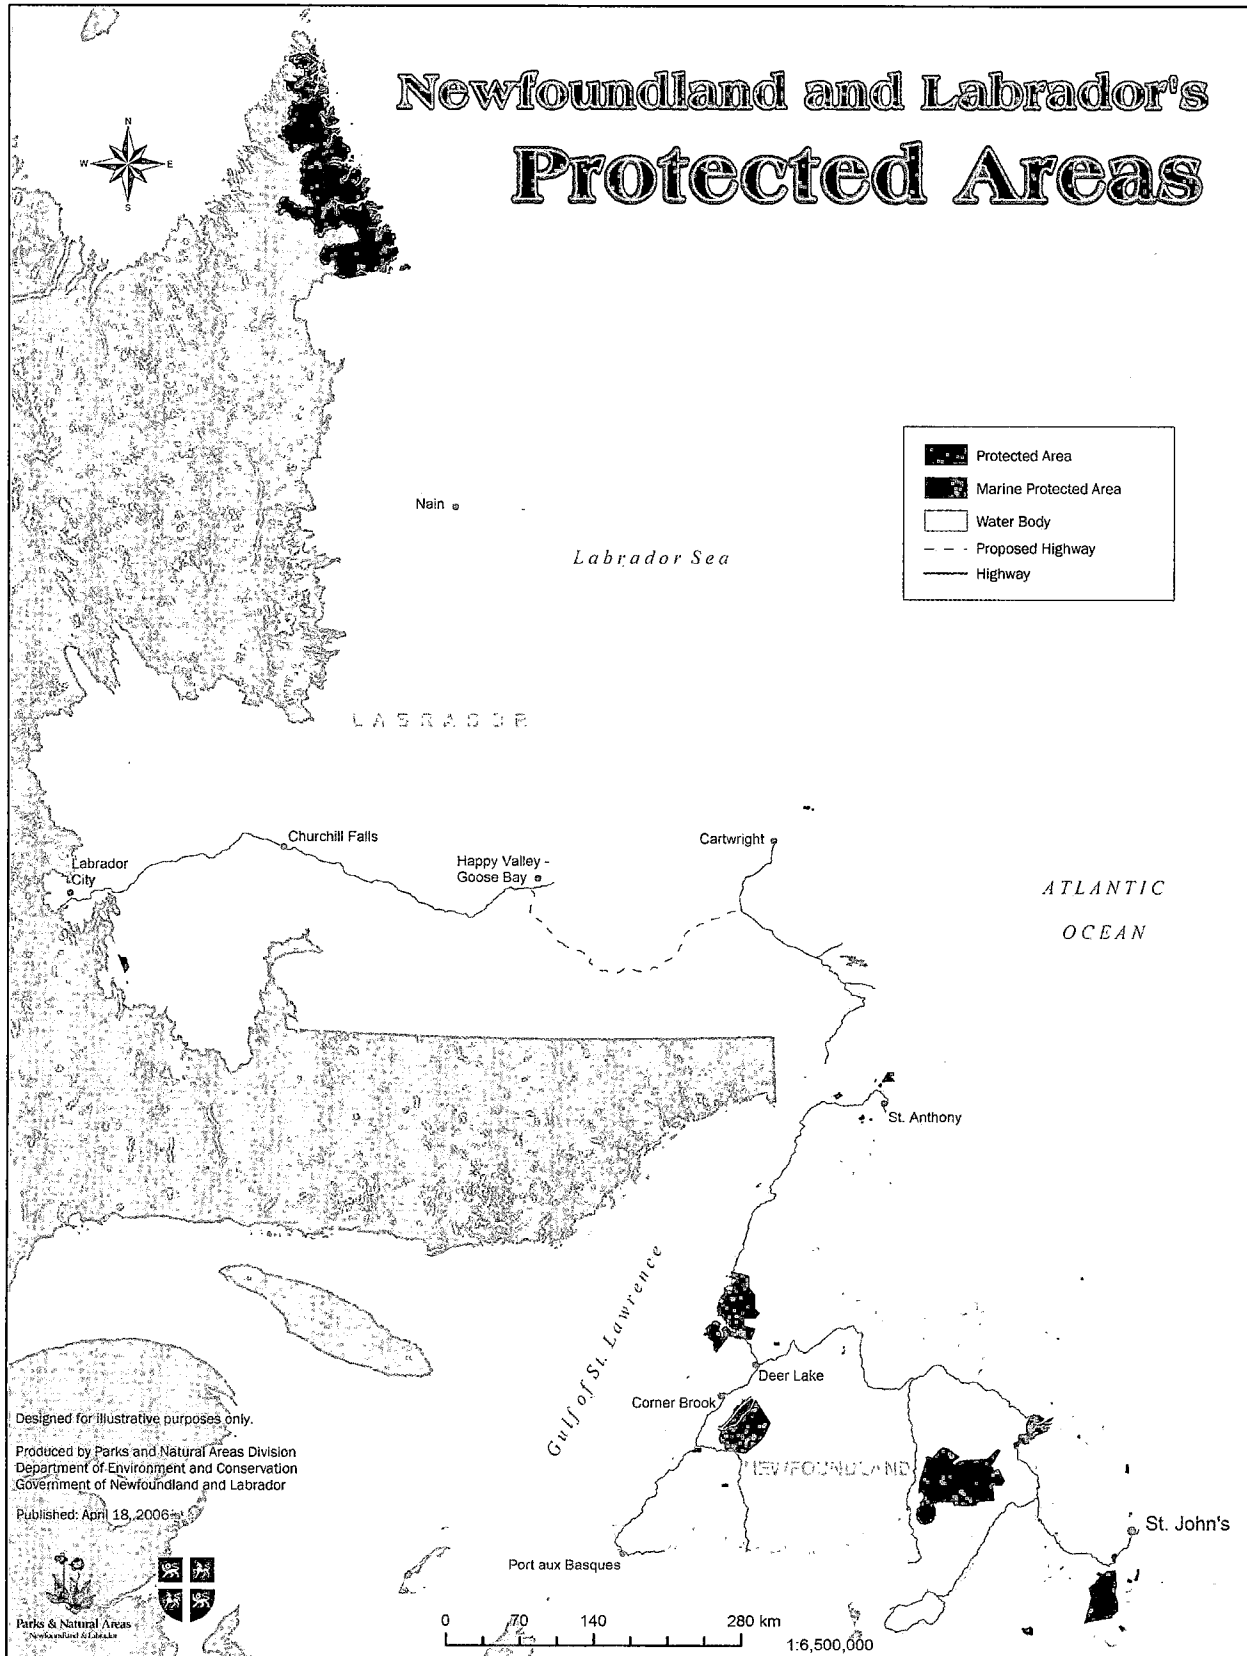 Newfoundland and Labrador's
Protected Areas
N
W E
S
Protected Area
Marine Protected Area
Water Body
Proposed Highway
Highway
Nain
Labrador Sea
LABRADOR
Churchill Falls
Labrador
City
Happy Valley -
Goose Bay
Cartwright
ATLANTIC
OCEAN
St. Anthony
Gulf of St. Lawrence
Deer Lake
Corner Brook
NEWFOUNDLAND
St. John's
Port aux Basques
Designed for illustrative purposes only.
Produced by Parks and Natural Areas Division
Department of Environment and Conservation
Government of Newfoundland and Labrador
Published: April 18, 2006
Parks & Natural Areas
Newfoundland & Labrador
0 70 140 280 km
1:6,500,000